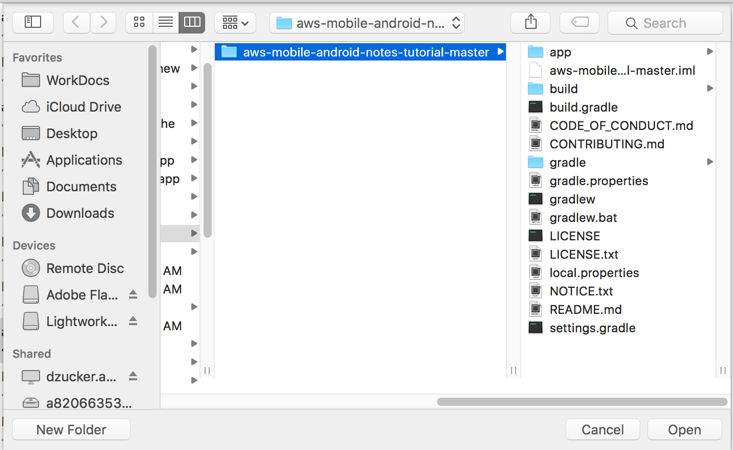 aws-mobile-android-n...
Search
Favorites
WorkDocs
iCloud Drive
Desktop
Applications
Documents
Downloads
Devices
Remote Disc
Adobe Fla...
Lightwork...
Shared
dzucker.a...
a82066353...
new
he
pp
app
AM
AM
AM
aws-mobile-android-notes-tutorial-master
app
aws-mobile...l-master.iml
build
build.gradle
CODE_OF_CONDUCT.md
CONTRIBUTING.md
gradle
gradle.properties
gradlew
gradlew.bat
LICENSE
LICENSE.txt
local.properties
NOTICE.txt
README.md
settings.gradle
New Folder
Cancel
Open